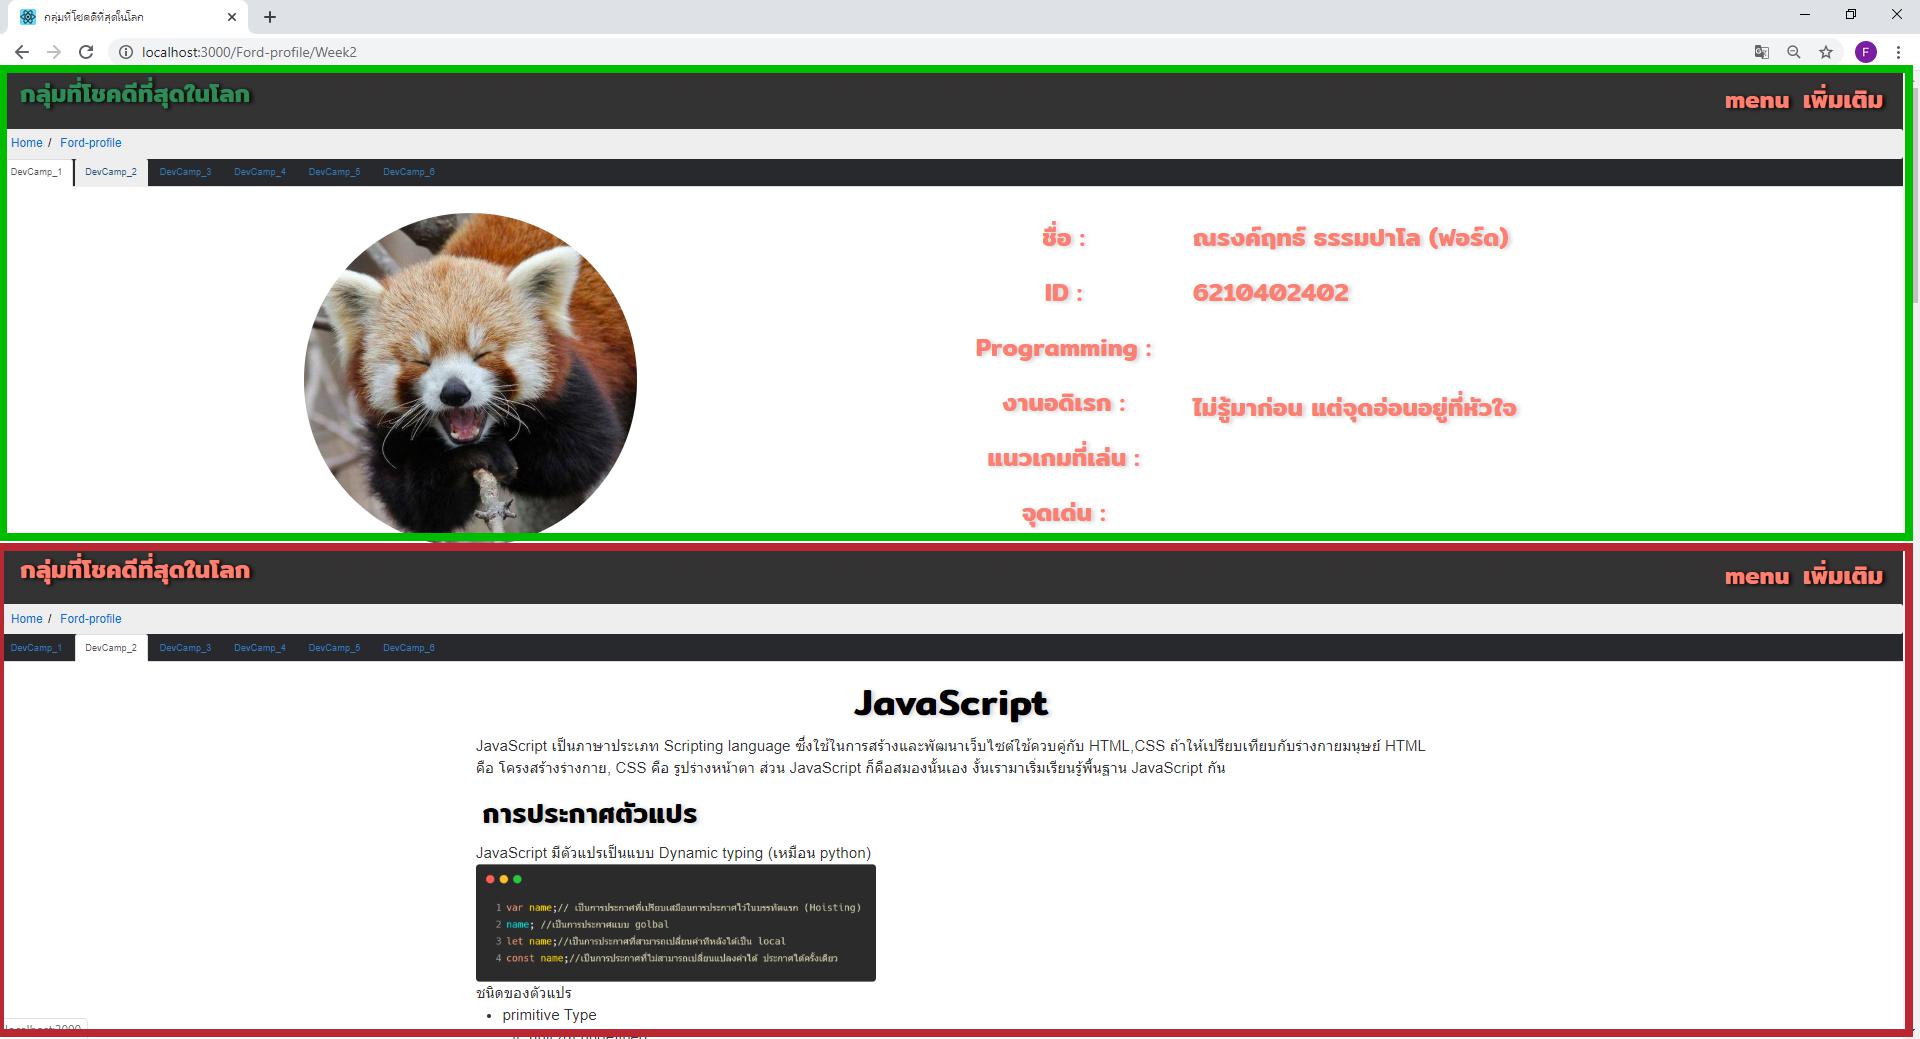 กลุ่มที่โชคดีที่สุดในโลก
localhost:3000/Ford-profile/Week2
F
กลุ่มที่โชคดีที่สุดในโลก
menu เพิ่มเติม
Home / Ford-profile
DevCamp_1 DevCamp_2 DevCamp_3 DevCamp_4 DevCamp_5 DevCamp_6
ชื่อ : ณรงค์ฤทธ์ ธรรมปาโล (ฟอร์ด)
ID : 6210402402
Programming :
งานอดิเรก : ไม่รู้มาก่อน แต่จุดอ่อนอยู่ที่หัวใจ
แนวเกมที่เล่น :
จุดเด่น :
กลุ่มที่โชคดีที่สุดในโลก
menu เพิ่มเติม
Home / Ford-profile
DevCamp_1 DevCamp_2 DevCamp_3 DevCamp_4 DevCamp_5 DevCamp_6
JavaScript
JavaScript เป็นภาษาประเภท Scripting language ซึ่งใช้ในการสร้างและพัฒนาเว็บไซต์ใช้ควบคู่กับ HTML,CSS ถ้าให้เปรียบเทียบกับร่างกายมนุษย์ HTML
คือ โครงสร้างร่างกาย, CSS คือ รูปร่างหน้าตา ส่วน JavaScript ก็คือสมองนั้นเอง งั้นเรามาเริ่มเรียนรู้พื้นฐาน JavaScript กัน
การประกาศตัวแปร
JavaScript มีตัวแปรเป็นแบบ Dynamic typing (เหมือน python)
1 var name;// เป็นการประกาศที่เปรียบเสมือนการประกาศไว้ในบรรทัดแรก (Hoisting)
2 name; //เป็นการประกาศแบบ golbal
3 let name;//เป็นการประกาศที่สามารถเปลี่ยนค่าทีหลังได้เป็น local
4 const name;//เป็นการประกาศที่ไม่สามารถเปลี่ยนแปลงค่าได้ ประกาศได้ครั้งเดียว
ชนิดของตัวแปร
• primitive Type